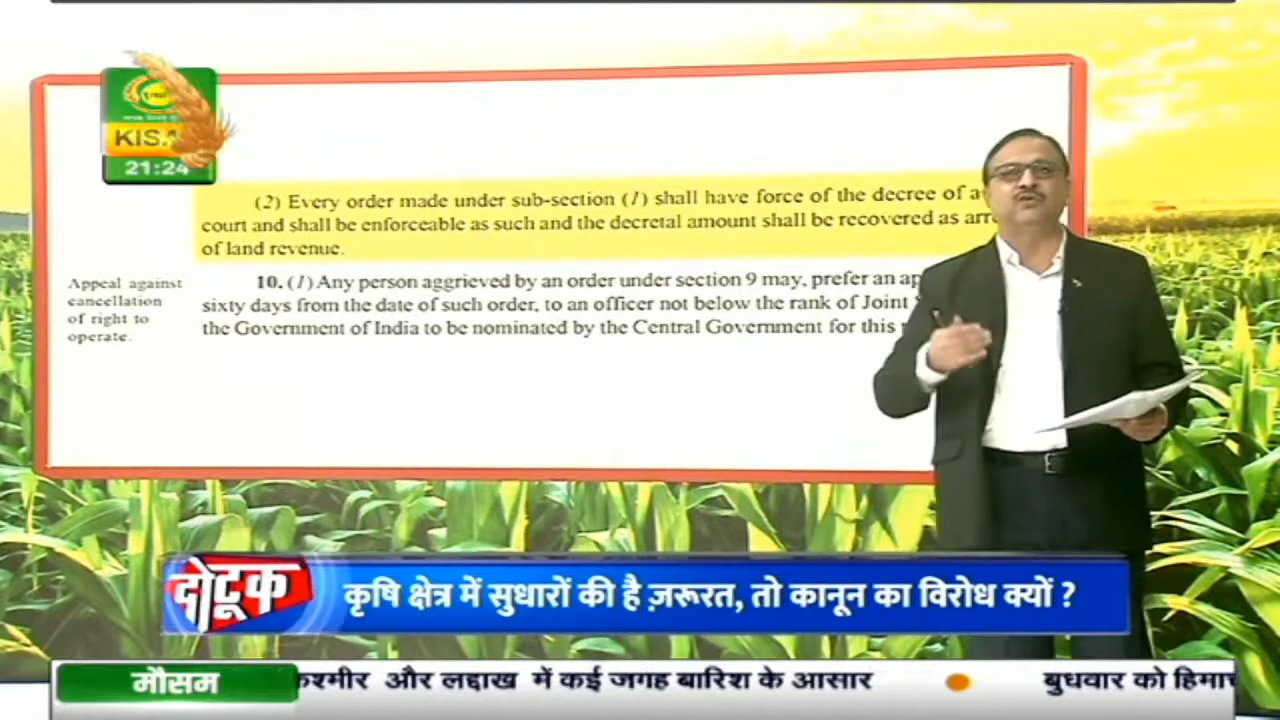 KISA
21:24
(2) Every order made under sub-section (1) shall have force of the decree of a
court and shall be enforceable as such and the decretal amount shall be recovered as
of land revenue.
Appeal against
cancellation
of right to
operate.
10. (1) Any person aggrieved by an order under section 9 may, prefer an
sixty days from the date of such order, to an officer not below the rank of Joint
the Government of India to be nominated by the Central Government for this
दो टूक
कृषि क्षेत्र में सुधारों की है ज़रूरत, तो कानून का विरोध क्यों ?
मौसम
और लद्दाख में कई जगह बारिश के आसार
बुधवार को